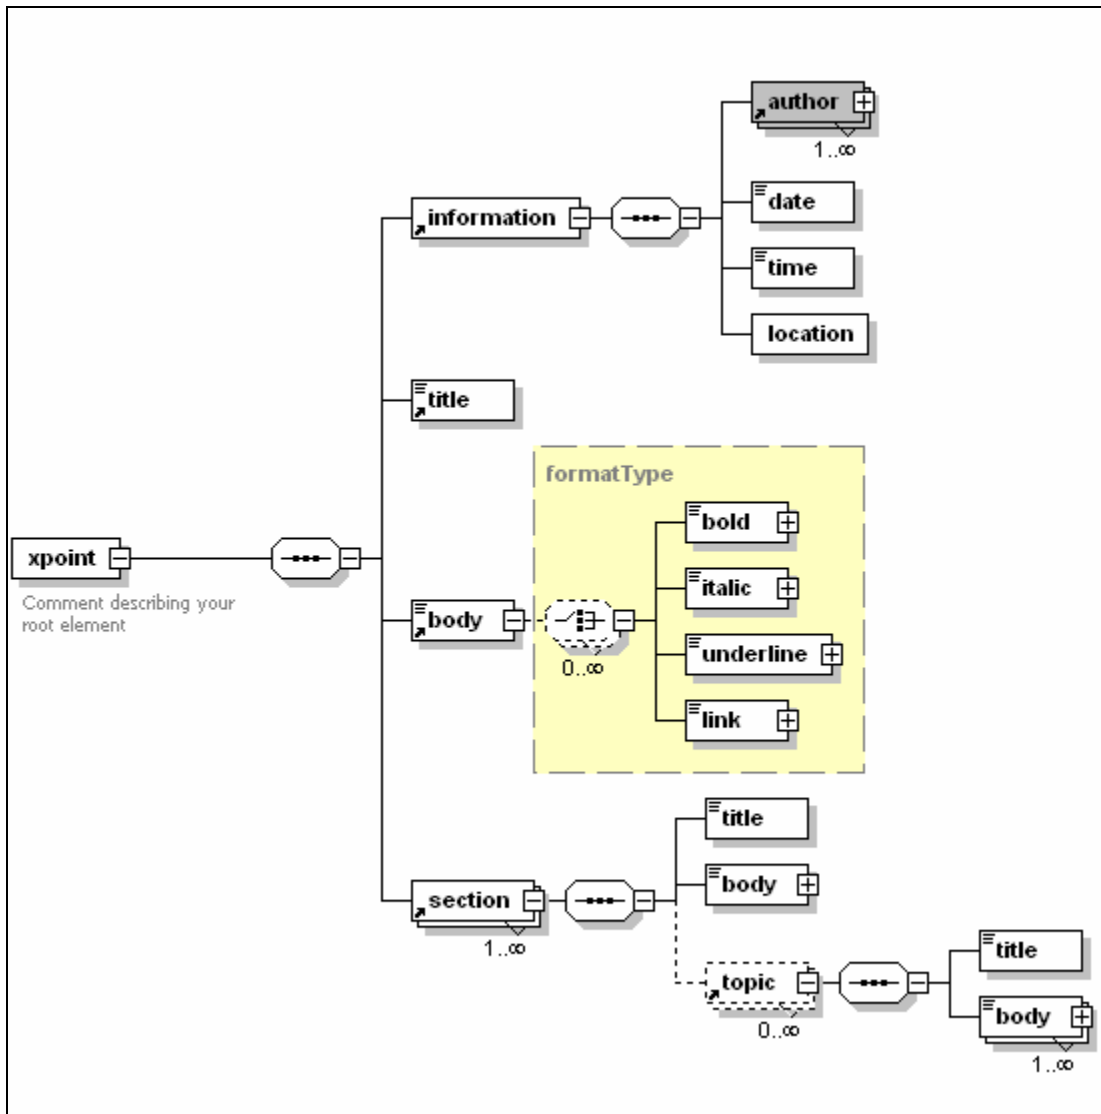 author
1..∞
information
date
time
location
title
formatType
bold
xpoint
italic
Comment describing your
root element
body
underline
0..∞
link
title
body
section
1..∞
title
topic
0..∞
body
1..∞